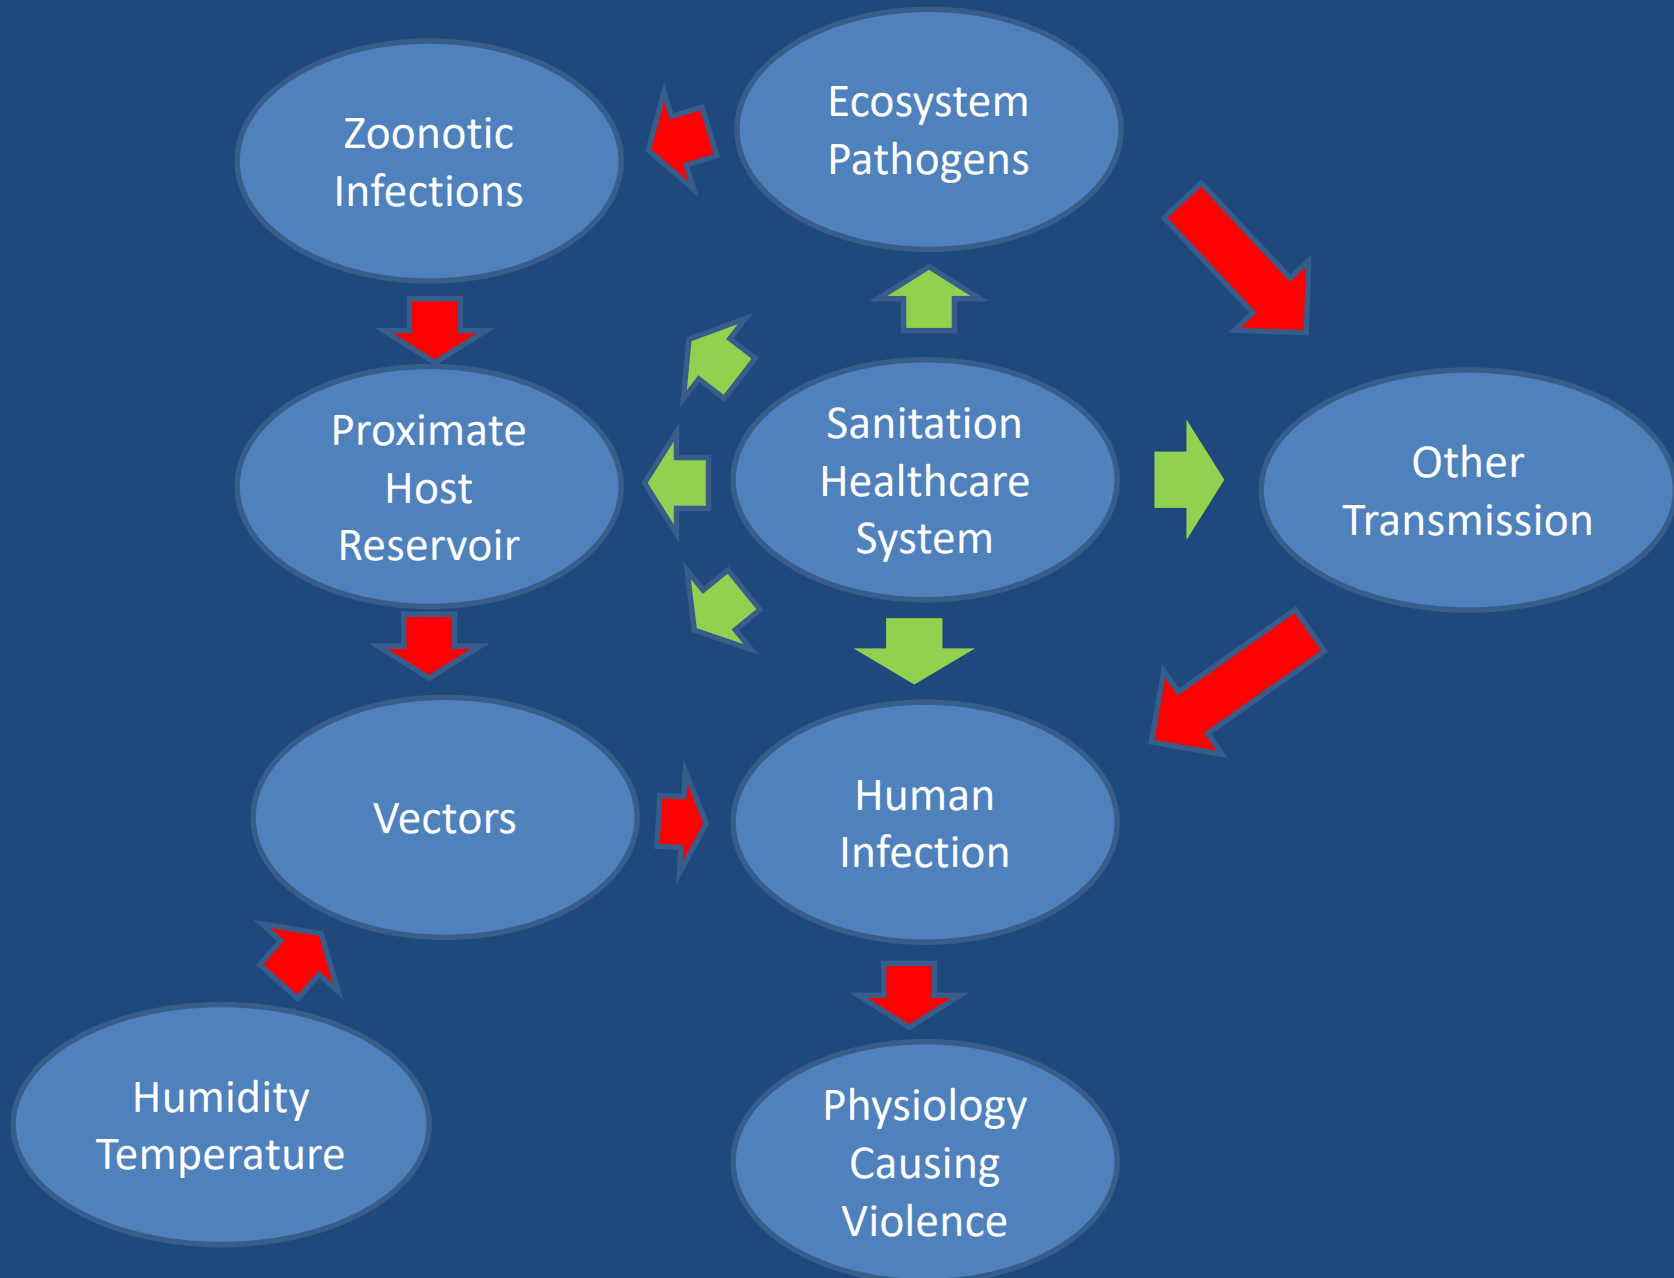 Zoonotic
Infections
Ecosystem
Pathogens
Proximate
Host
Reservoir
Sanitation
Healthcare
System
Other
Transmission
Vectors
Human
Infection
Humidity
Temperature
Physiology
Causing
Violence